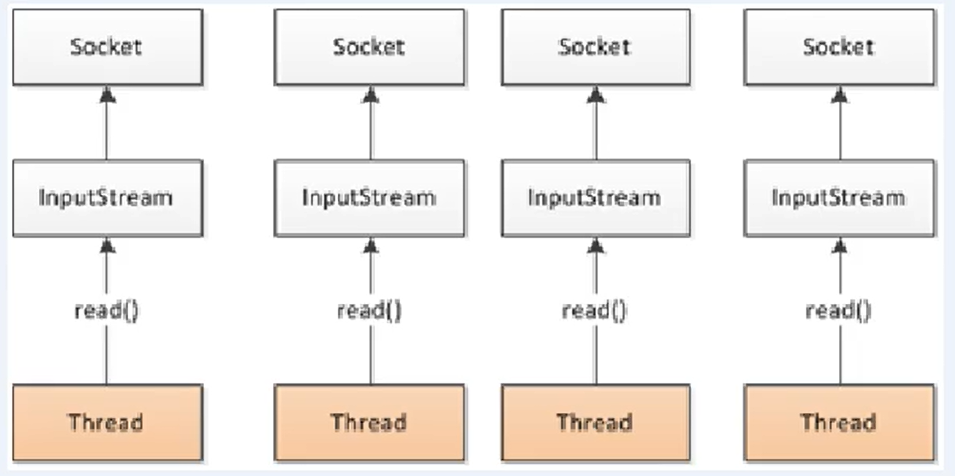 Socket Socket Socket Socket
InputStream InputStream InputStream InputStream
read() read() read() read()
Thread Thread Thread Thread